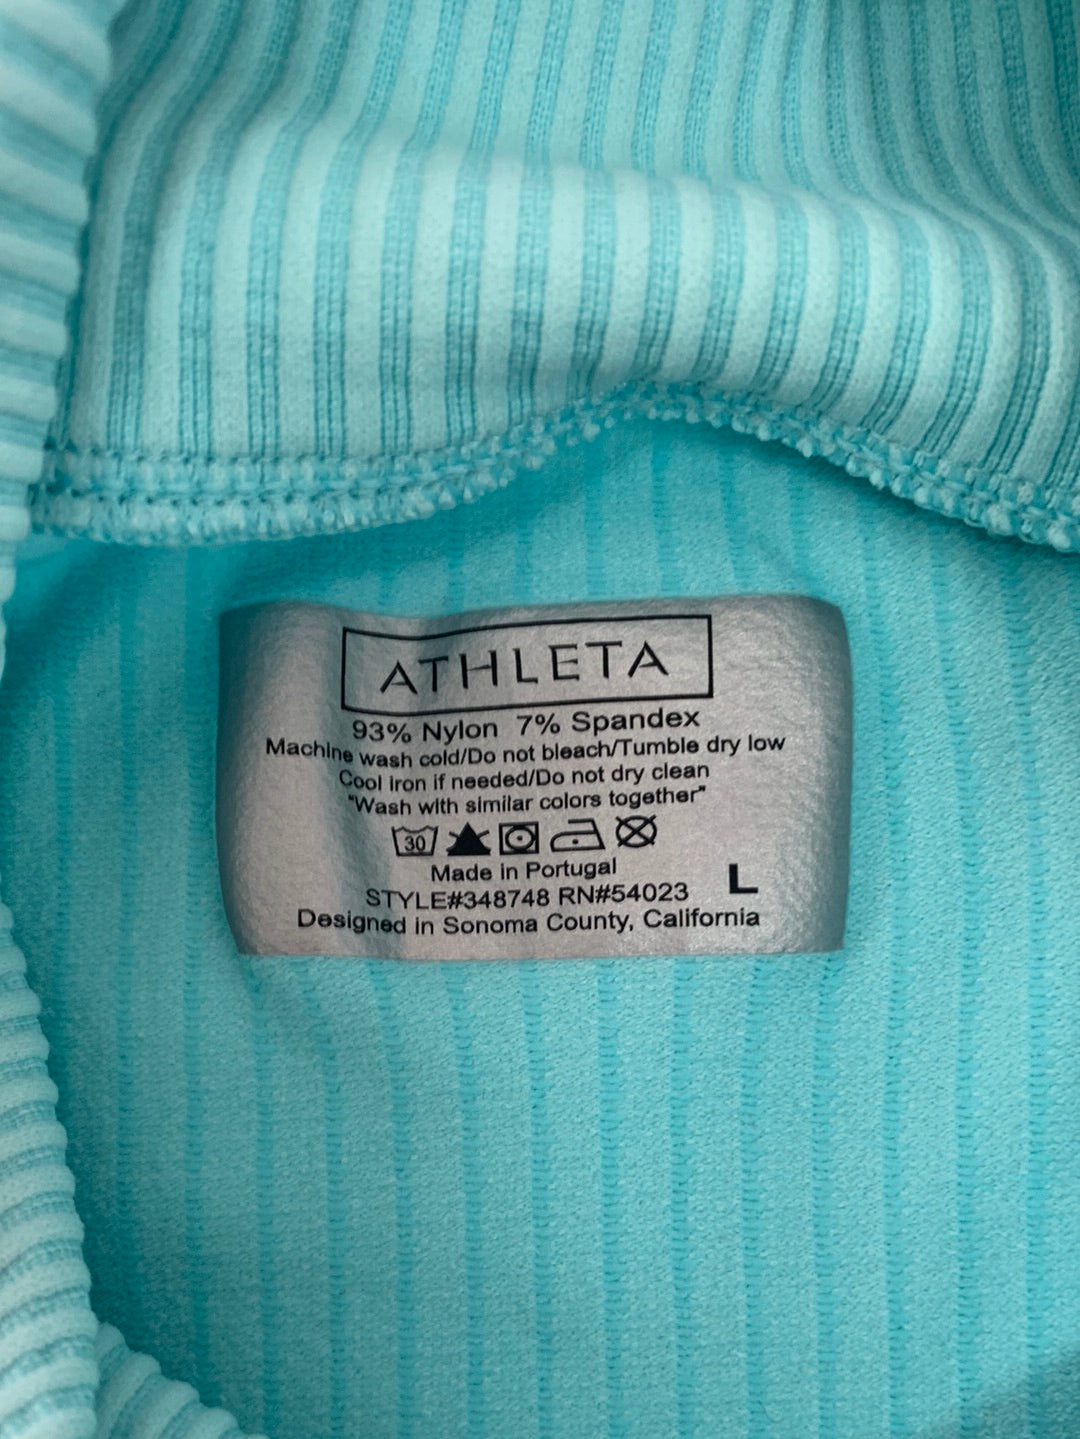 ATHLETA
93% Nylon 7% Spandex
Machine wash cold/Do not bleach/Tumble dry low
Cool iron if needed/Do not dry clean
"Wash with similar colors together"
30
Made in Portugal
STYLE#348748 RN#54023 L
Designed in Sonoma County, California